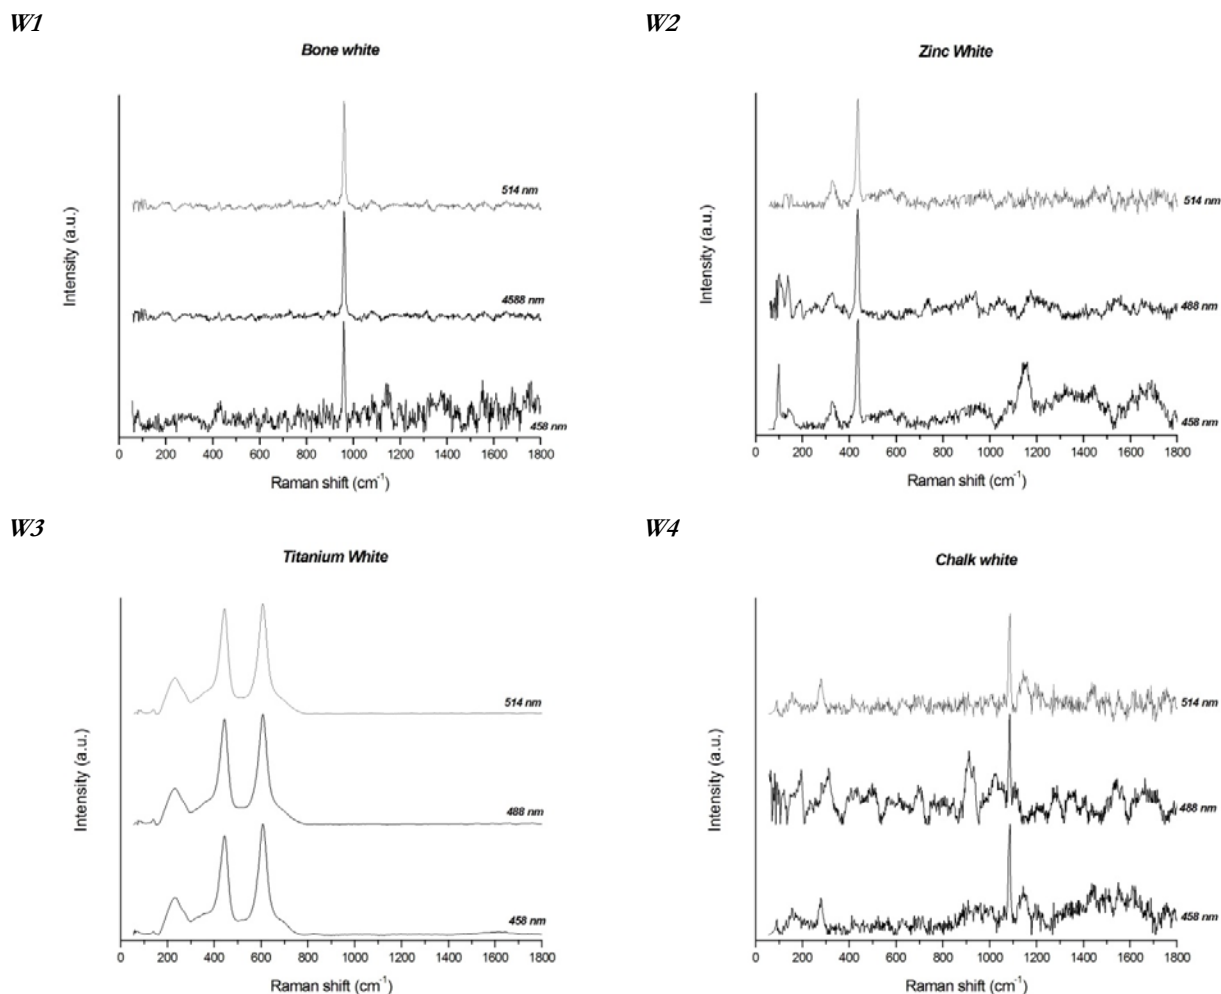 W1
Bone white
Intensity (a.u.)
514 nm
4588 nm
458 nm
0 200 400 600 800 1000 1200 1400 1600 1800
Raman shift (cm⁻¹)
W2
Zinc White
Intensity (a.u.)
514 nm
488 nm
458 nm
0 200 400 600 800 1000 1200 1400 1600 1800
Raman shift (cm⁻¹)
W3
Titanium White
Intensity (a.u.)
514 nm
488 nm
458 nm
0 200 400 600 800 1000 1200 1400 1600 1800
Raman shift (cm⁻¹)
W4
Chalk white
Intensity (a.u.)
514 nm
488 nm
458 nm
0 200 400 600 800 1000 1200 1400 1600 1800
Raman shift (cm⁻¹)